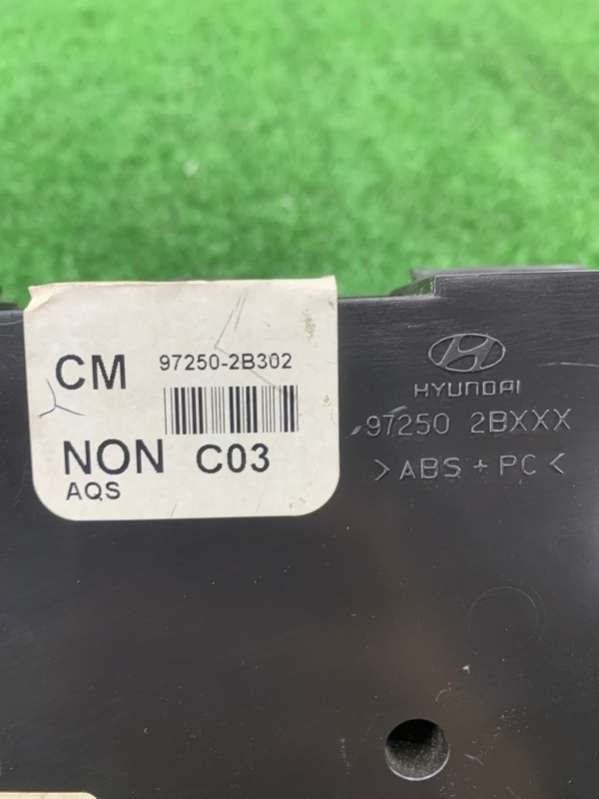 CM 97250-2B302
NON C03
AQS
HYUNDAI
97250 2BXXX
>ABS+PC<